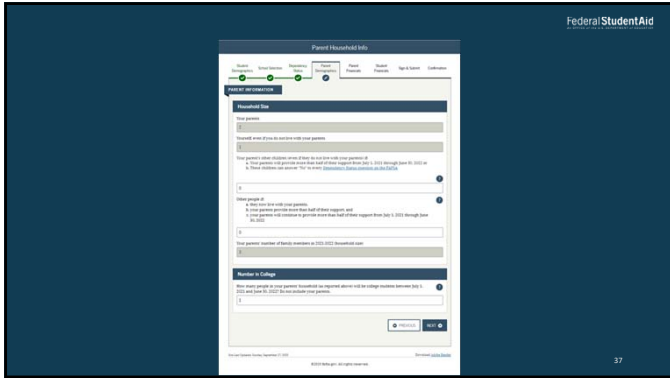 Federal StudentAid
Parent Household Info
Student Demographics
School Selection
Dependency Status
Parent Demographics
Parent Financials
Student Financials
Sign & Submit
Confirmation
PARENT INFORMATION
Household Size
Your parents
Yourself, even if you do not live with your parents
1
Your parent's other children (even if they do not live with your parents) if
a. Your parents will provide more than half of their support from July 1, 2021 through June 30, 2022 or
b. These children can answer "No" to every Dependency Status question on the FAFSA
?
0
Other people if
?
a. they now live with your parents,
b. your parents provide more than half of their support and
c. your parents will continue to provide more than half of their support from July 1, 2021 through June
30, 2022
0
Your parents' number of family members in 2021-2022 (household size)
Number in College
How many people in your parents' household (as reported above) will be college students between July 1,
2021 and June 30, 2022? Do not include your parents.
?
1
PREVIOUS
NEXT
37